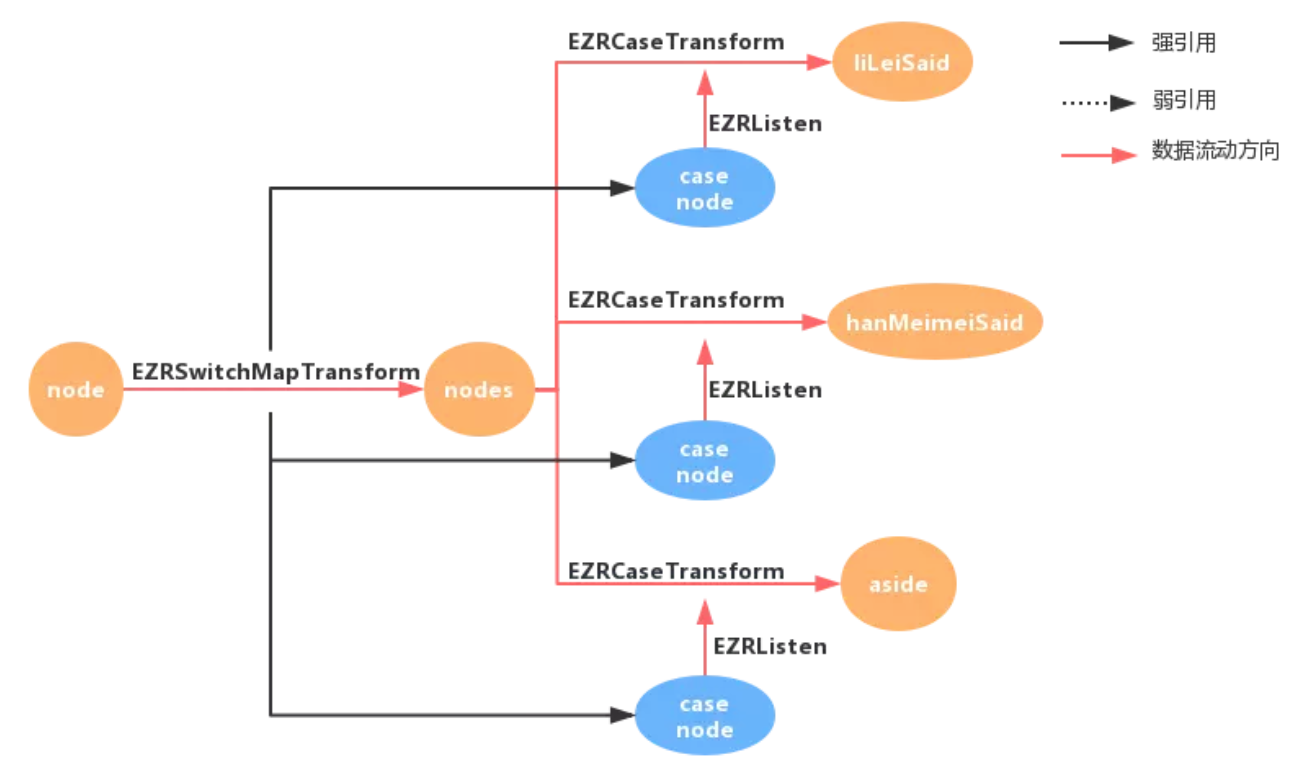 EZRCaseTransform
liLeiSaid
强引用
弱引用
数据流动方向
EZRListen
case
node
EZRCaseTransform
hanMeimeiSaid
node
EZRSwitchMapTransform
nodes
EZRListen
case
node
EZRCaseTransform
aside
EZRListen
case
node